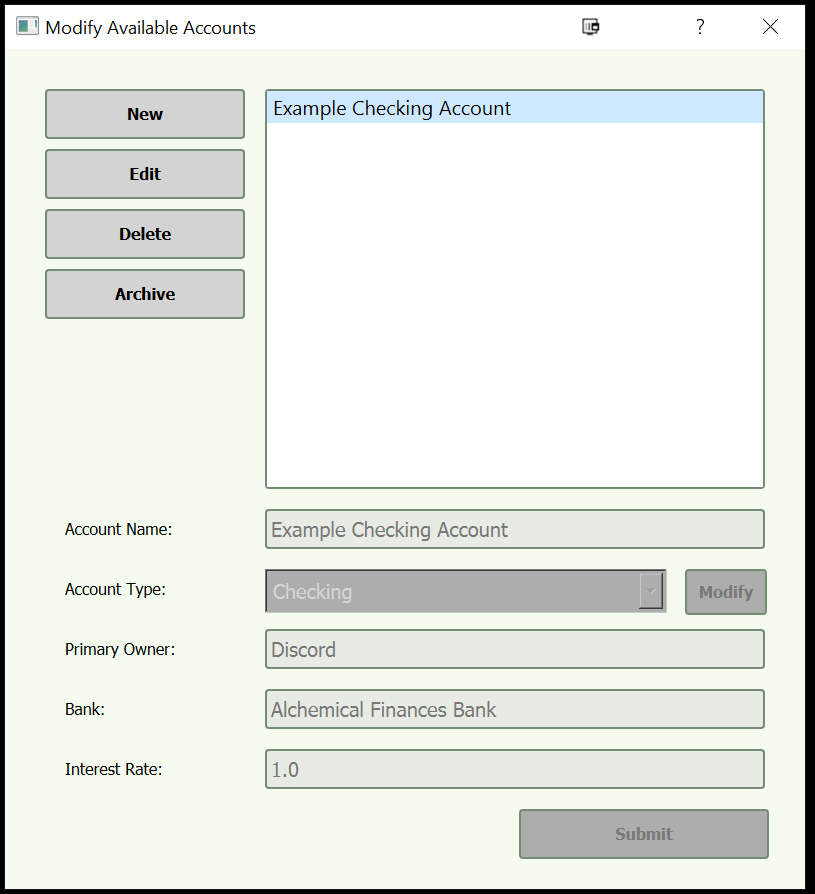 Modify Available Accounts
?
New
Edit
Delete
Archive
Example Checking Account
Account Name:
Example Checking Account
Account Type:
Checking
Modify
Primary Owner:
Discord
Bank:
Alchemical Finances Bank
Interest Rate:
1.0
Submit